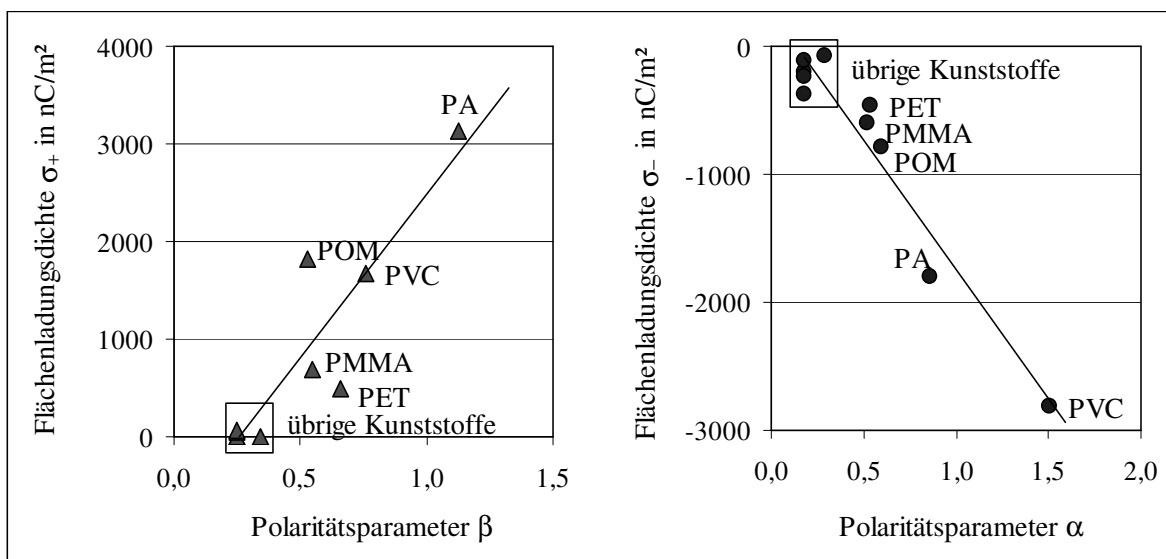 Flächenladungsdichte σ₊ in nC/m²
4000
3000
2000
1000
0
PA
POM
PVC
PMMA
PET
übrige Kunststoffe
0,0
0,5
1,0
1,5
Polaritätsparameter β
Flächenladungsdichte σ₋ in nC/m²
0
-1000
-2000
-3000
übrige Kunststoffe
PET
PMMA
POM
PA
PVC
0,0
0,5
1,0
1,5
2,0
Polaritätsparameter α